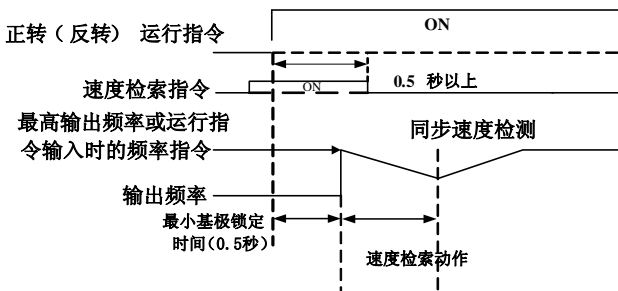 ON
正转（反转）运行指令
速度检索指令
ON
0.5 秒以上
最高输出频率或运行指
令输入时的频率指令
同步速度检测
输出频率
最小基极锁定
时间(0.5秒)
速度检索动作